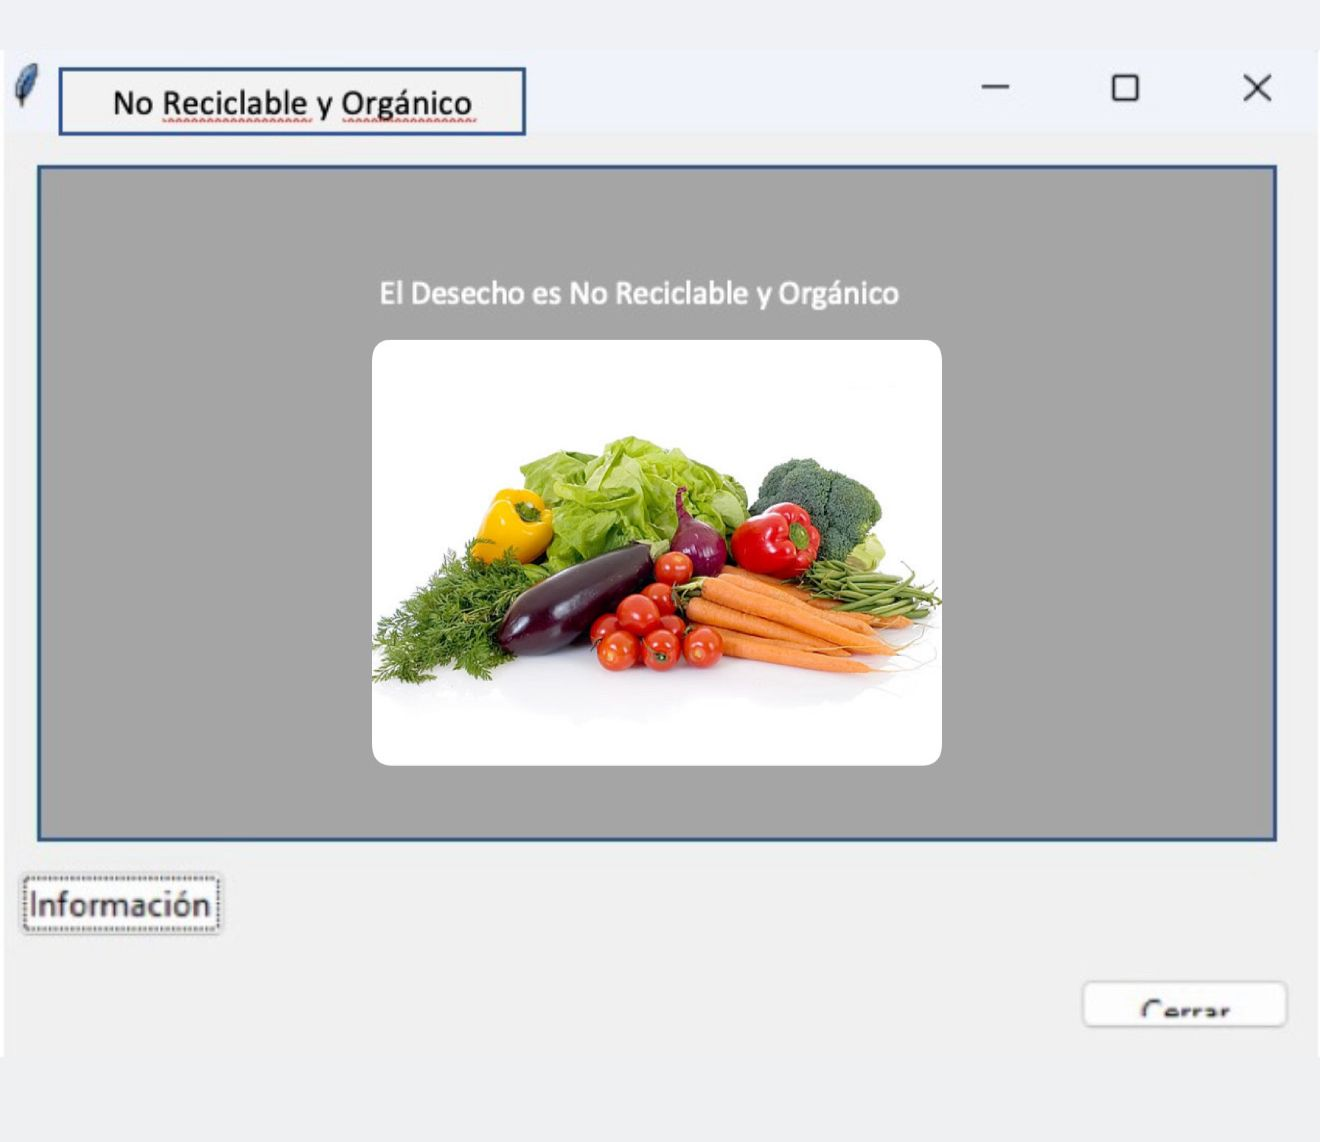 No Reciclable y Orgánico
El Desecho es No Reciclable y Orgánico
Información
Cerrar